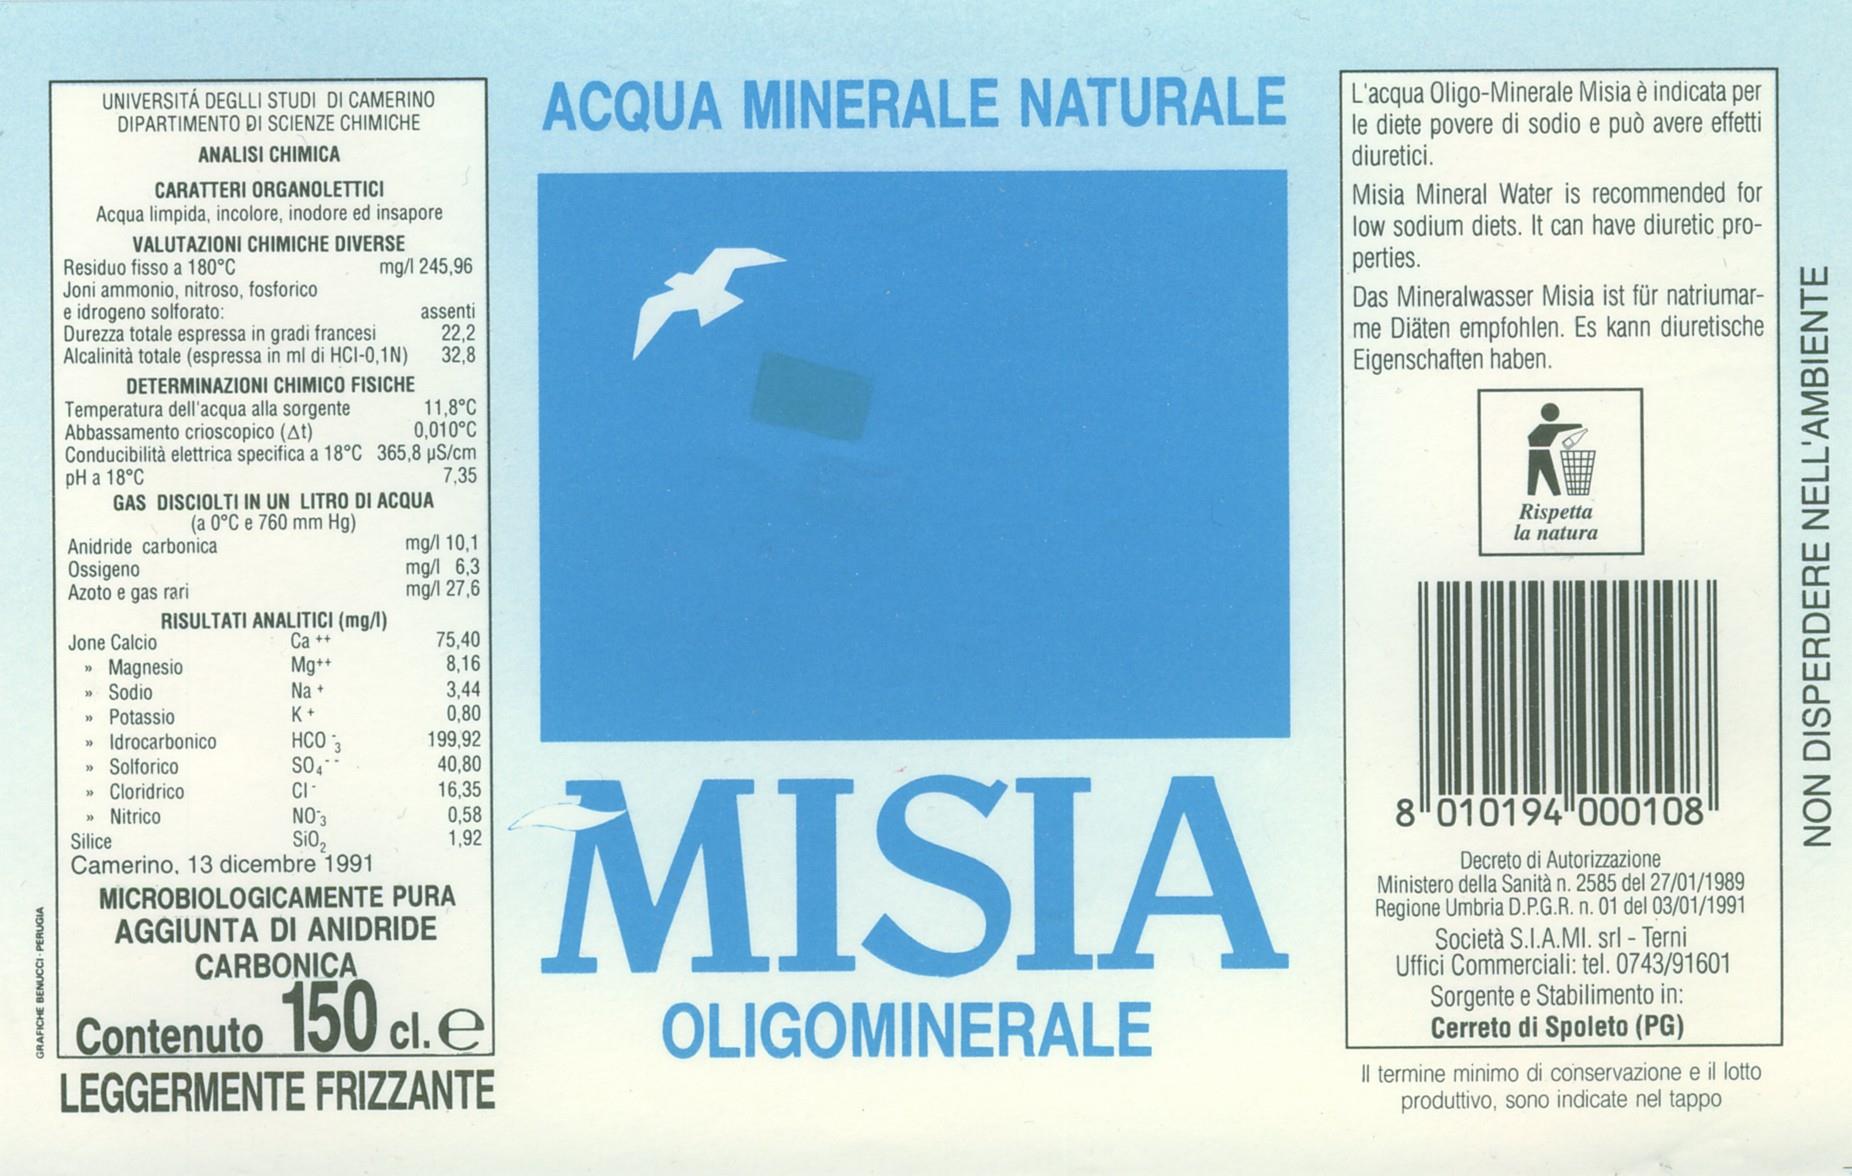 UNIVERSITÁ DEGLLI STUDI DI CAMERINO
DIPARTIMENTO DI SCIENZE CHIMICHE
ANALISI CHIMICA
CARATTERI ORGANOLETTICI
Acqua limpida, incolore, inodore ed insapore
VALUTAZIONI CHIMICHE DIVERSE
Residuo fisso a 180°C mg/l 245,96
Joni ammonio, nitroso, fosforico
e idrogeno solforato: assenti
Durezza totale espressa in gradi francesi 22,2
Alcalinità totale (espressa in ml di HCl-0,1N) 32,8
DETERMINAZIONI CHIMICO FISICHE
Temperatura dell'acqua alla sorgente 11,8°C
Abbassamento crioscopico (Δt) 0,010°C
Conducibilità elettrica specifica a 18°C 365,8 µS/cm
pH a 18°C 7,35
GAS DISCIOLTI IN UN LITRO DI ACQUA
(a 0°C e 760 mm Hg)
Anidride carbonica mg/l 10,1
Ossigeno mg/l 6,3
Azoto e gas rari mg/l 27,6
RISULTATI ANALITICI (mg/l)
Jone Calcio Ca ++ 75,40
» Magnesio Mg++ 8,16
» Sodio Na + 3,44
» Potassio K + 0,80
» Idrocarbonico HCO -3 199,92
» Solforico SO4-- 40,80
» Cloridrico Cl - 16,35
» Nitrico NO-3 0,58
Silice SiO2 1,92
Camerino, 13 dicembre 1991
MICROBIOLOGICAMENTE PURA
AGGIUNTA DI ANIDRIDE
CARBONICA
Contenuto 150 cl. e
LEGGERMENTE FRIZZANTE
GRAFICHE BENUCCI - PERUGIA
ACQUA MINERALE NATURALE
MISIA
OLIGOMINERALE
L'acqua Oligo-Minerale Misia è indicata per
le diete povere di sodio e può avere effetti
diuretici.
Misia Mineral Water is recommended for
low sodium diets. It can have diuretic pro-
perties.
Das Mineralwasser Misia ist für natriumar-
me Diäten empfohlen. Es kann diuretische
Eigenschaften haben.
Rispetta
la natura
8 010194 000108
Decreto di Autorizzazione
Ministero della Sanità n. 2585 del 27/01/1989
Regione Umbria D.P.G.R. n. 01 del 03/01/1991
Società S.I.A.MI. srl - Terni
Uffici Commerciali: tel. 0743/91601
Sorgente e Stabilimento in:
Cerreto di Spoleto (PG)
Il termine minimo di conservazione e il lotto
produttivo, sono indicate nel tappo
NON DISPERDERE NELL'AMBIENTE